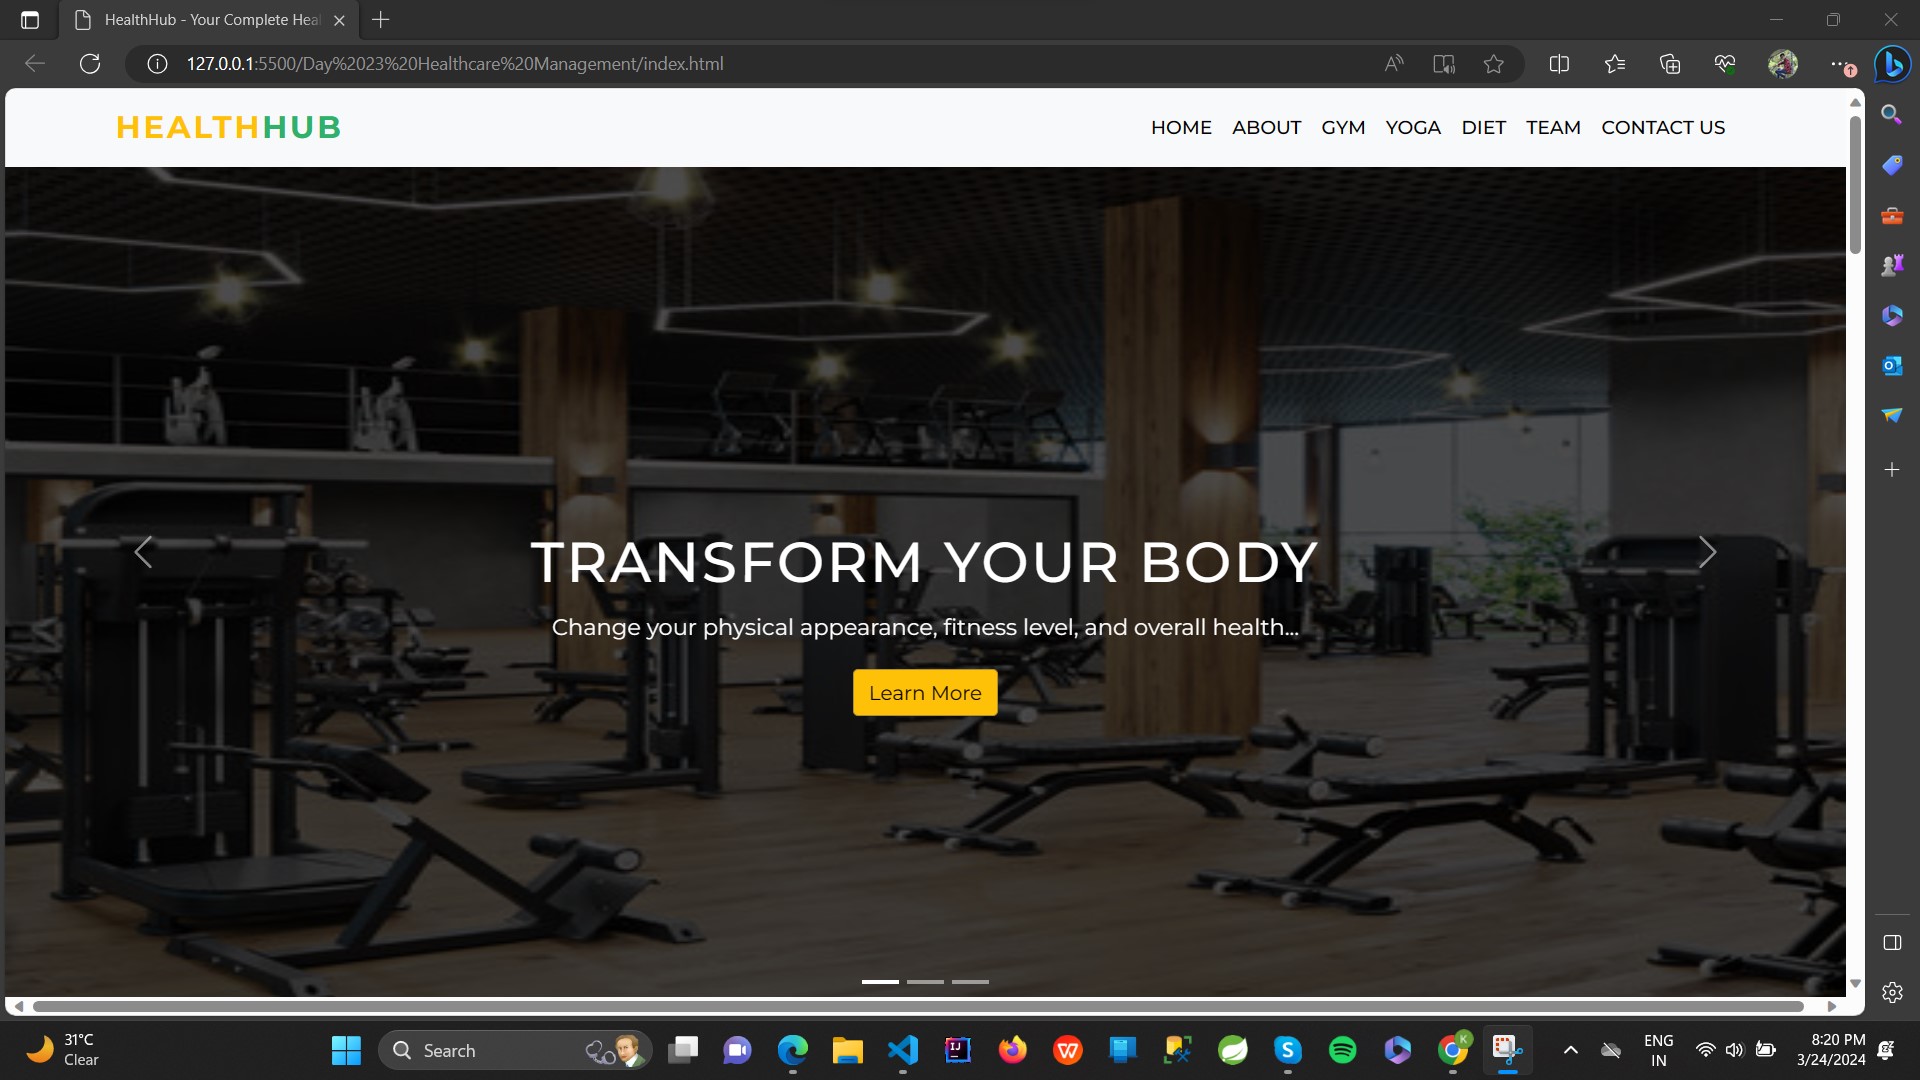 HealthHub - Your Complete Heal
127.0.0.1:5500/Day%2023%20Healthcare%20Management/index.html
HEALTHHUB
HOME ABOUT GYM YOGA DIET TEAM CONTACT US
TRANSFORM YOUR BODY
Change your physical appearance, fitness level, and overall health...
Learn More
31°C
Clear
Search
ENG
IN
8:20 PM
3/24/2024